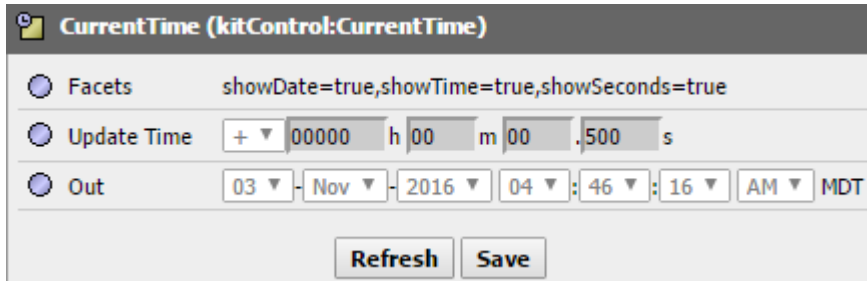 CurrentTime (kitControl:CurrentTime)
Facets showDate=true,showTime=true,showSeconds=true
Update Time + 00000 h 00 m 00 .500 s
Out 03 - Nov - 2016 04 : 46 : 16 AM MDT
Refresh Save